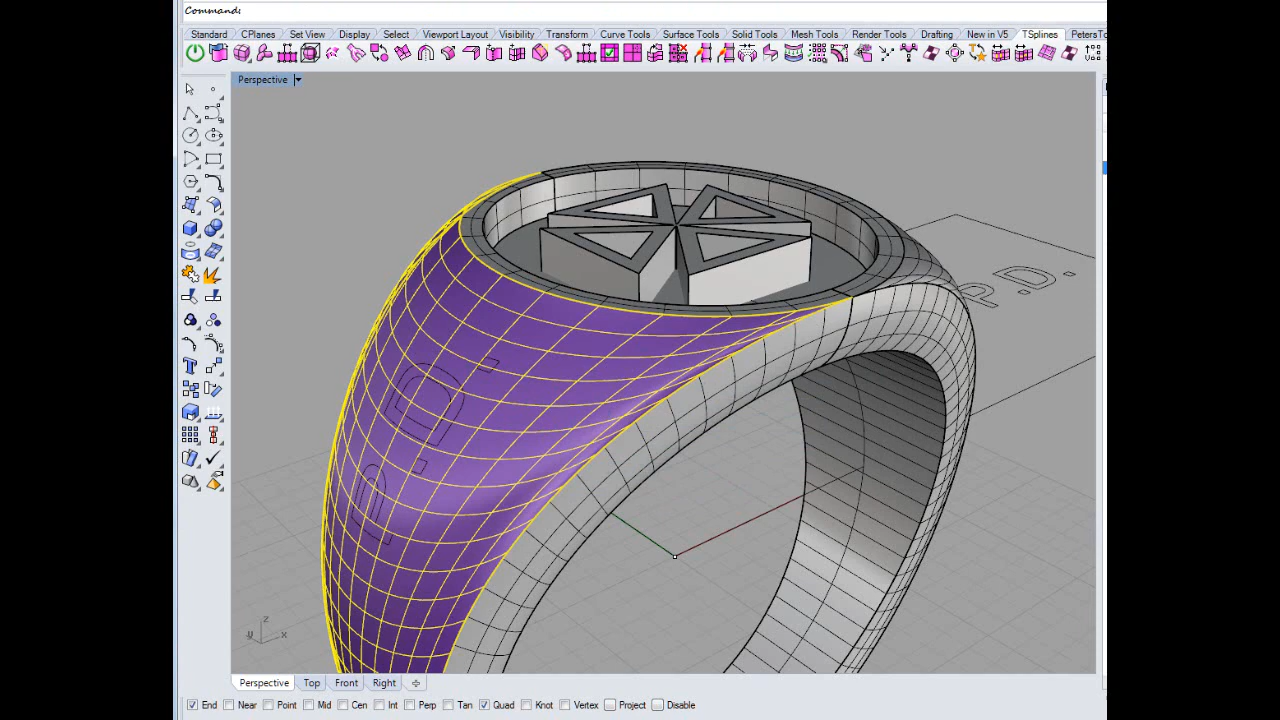 Command:
Standard CPlanes Set View Display Select Viewport Layout Visibility Transform Curve Tools Surface Tools Solid Tools Mesh Tools Render Tools Drafting New in V5 TSplines PetersTo
Perspective
P.D.
P.D.
z
y x
Perspective Top Front Right
End Near Point Mid Cen Int Perp Tan Quad Knot Vertex Project Disable